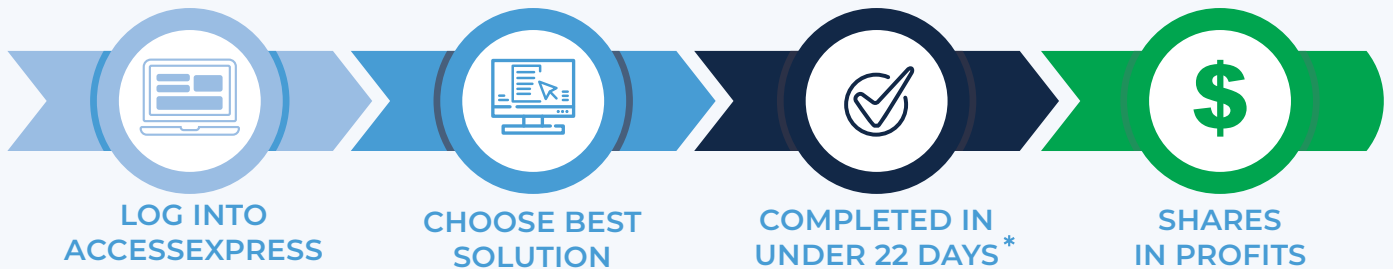 LOG INTO
ACCESSEXPRESS
CHOOSE BEST
SOLUTION
COMPLETED IN
UNDER 22 DAYS*
$
SHARES
IN PROFITS